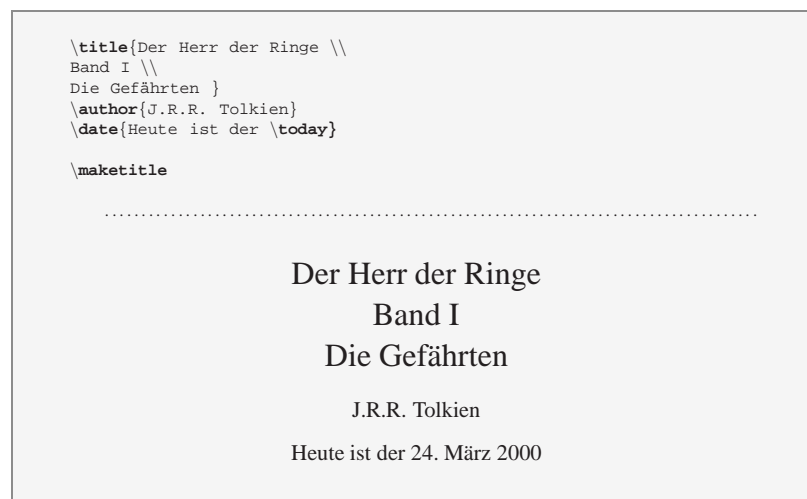 \title{Der Herr der Ringe \\
Band I \\
Die Gefährten }
\author{J.R.R. Tolkien}
\date{Heute ist der \today}
\maketitle
Der Herr der Ringe
Band I
Die Gefährten
J.R.R. Tolkien
Heute ist der 24. März 2000